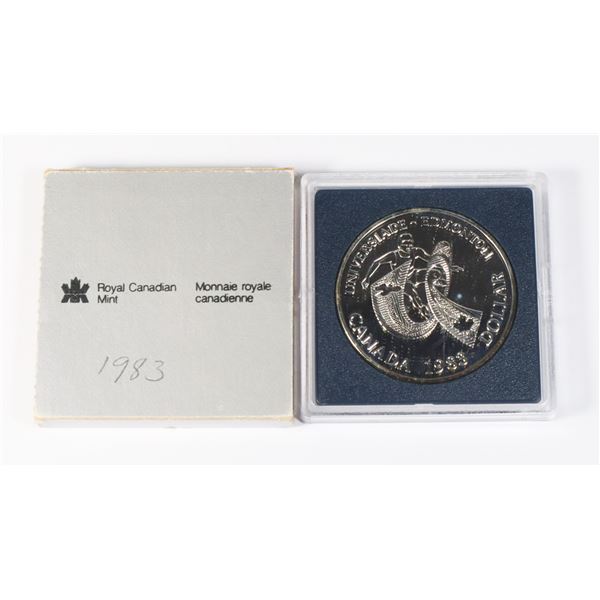 Royal Canadian
Mint
Monnaie royale
canadienne
1983
UNIVERSIADE - EDMONTON
CANADA 1983 DOLLAR